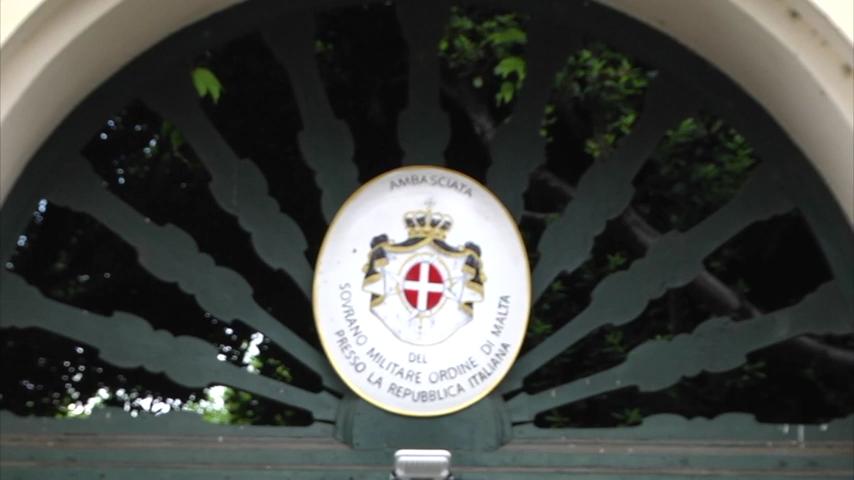 AMBASCIATA
DEL
SOVRANO MILITARE ORDINE DI MALTA
PRESSO LA REPUBBLICA ITALIANA